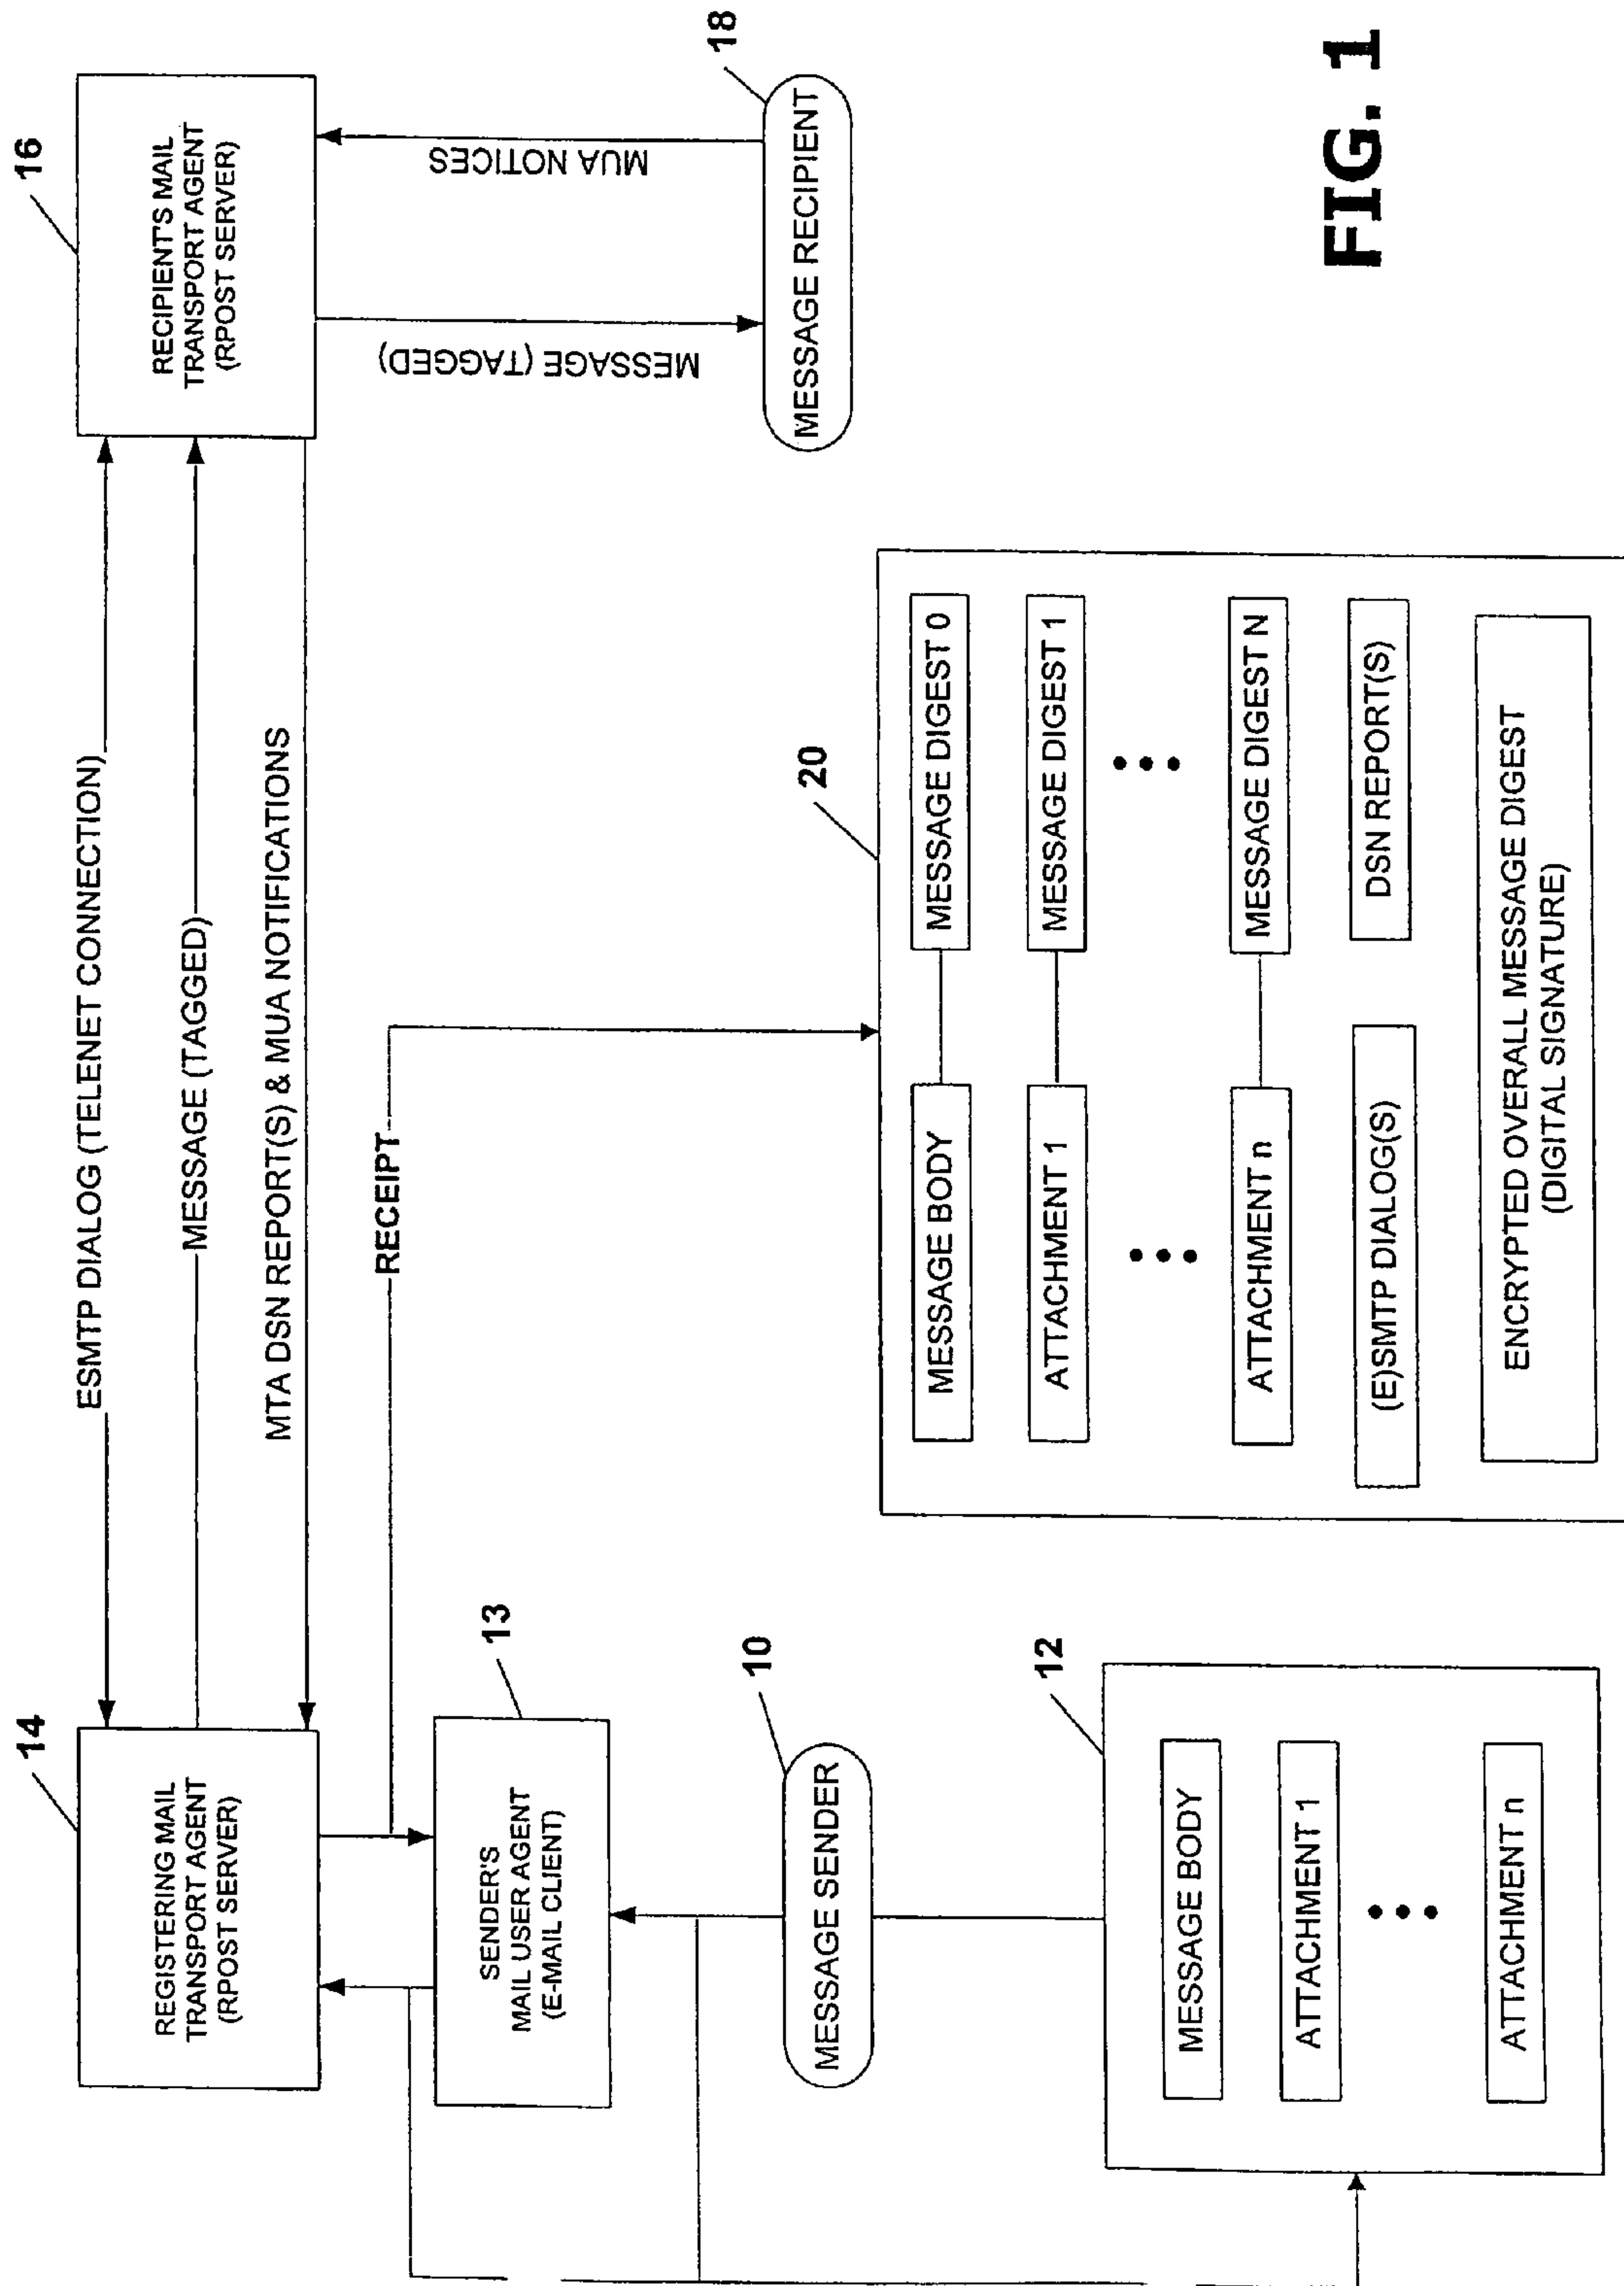 14
REGISTERING MAIL
TRANSPORT AGENT
(RPOST SERVER)
ESMTP DIALOG (TELENET CONNECTION)
MESSAGE (TAGGED)
MTA DSN REPORT(S) & MUA NOTIFICATIONS
16
RECIPIENT'S MAIL
TRANSPORT AGENT
(RPOST SERVER)
13
SENDER'S
MAIL USER AGENT
(E-MAIL CLIENT)
RECEIPT
MESSAGE (TAGGED)
MUA NOTICES
10
MESSAGE SENDER
18
MESSAGE RECIPIENT
12
MESSAGE BODY
ATTACHMENT 1
ATTACHMENT n
20
MESSAGE BODY
MESSAGE DIGEST 0
ATTACHMENT 1
MESSAGE DIGEST 1
ATTACHMENT n
MESSAGE DIGEST N
(E)SMTP DIALOG(S)
DSN REPORT(S)
ENCRYPTED OVERALL MESSAGE DIGEST
(DIGITAL SIGNATURE)
FIG. 1